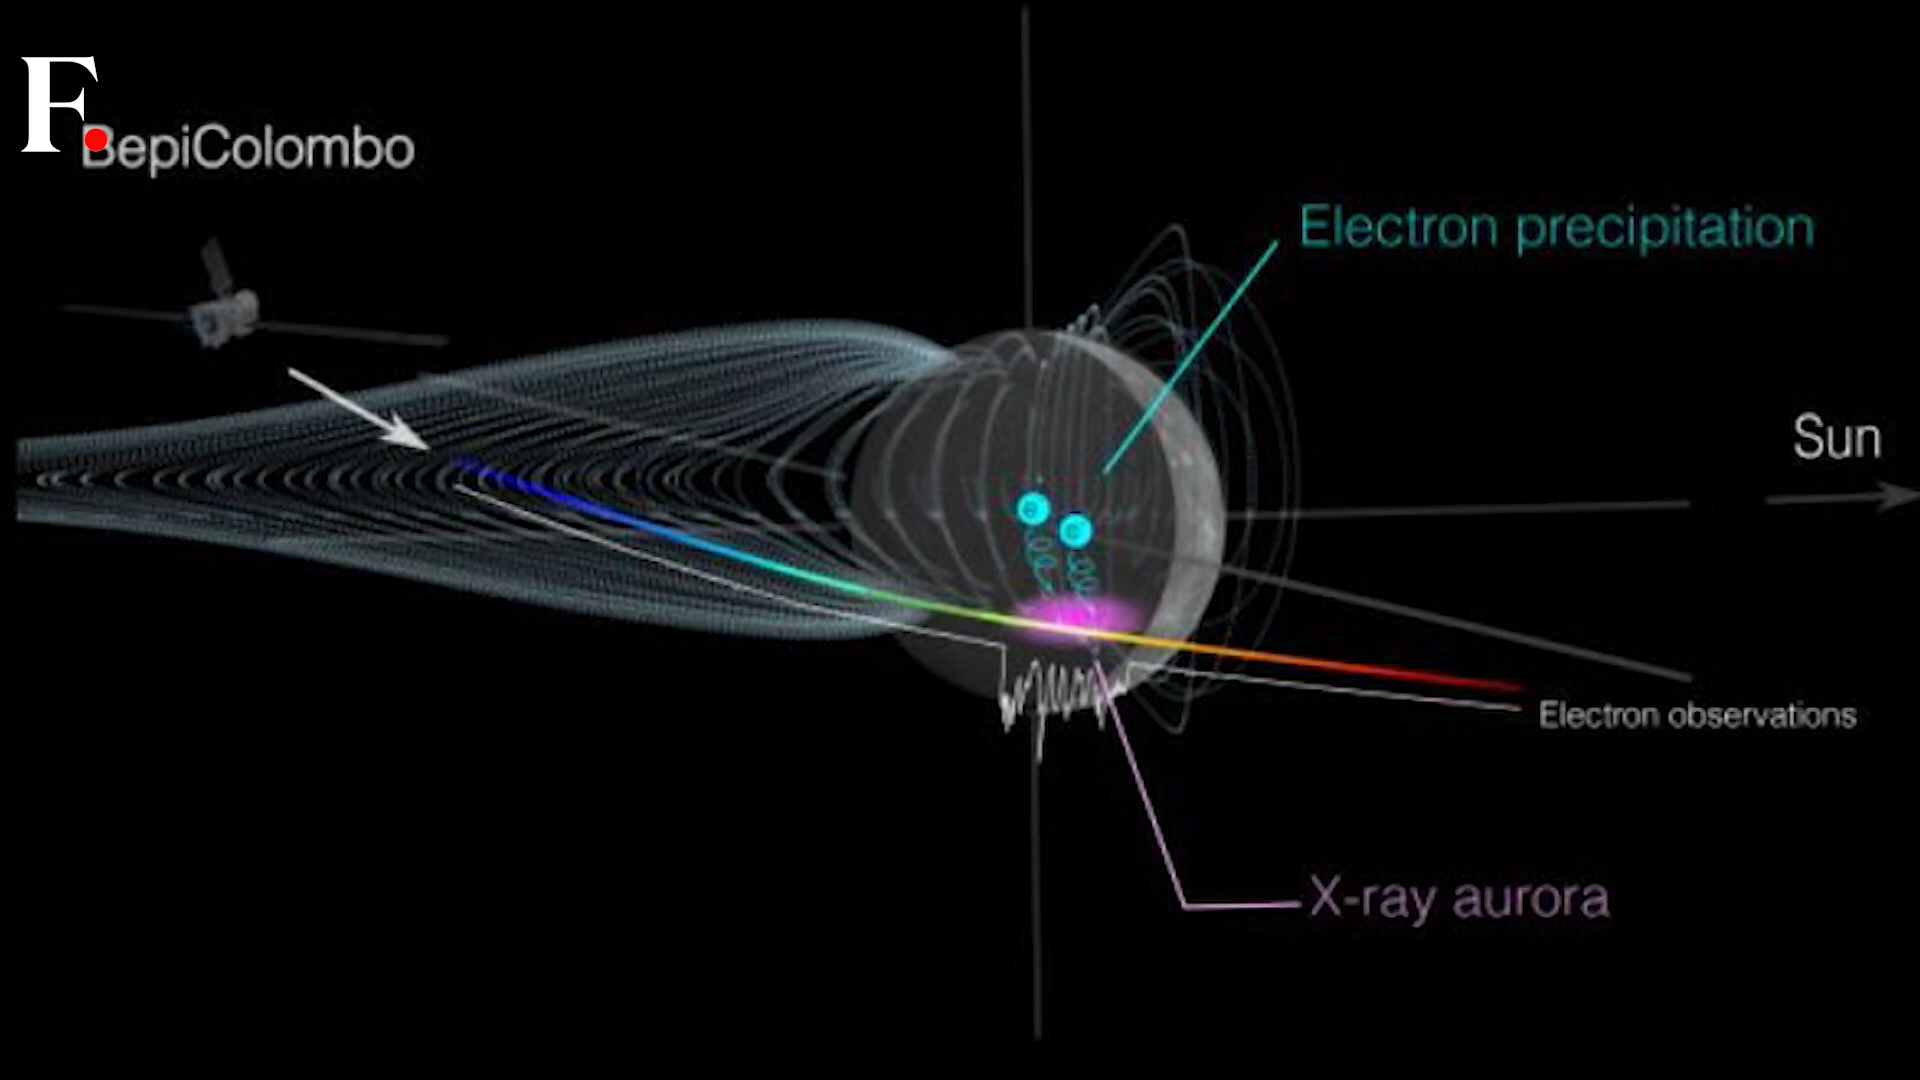 F.
BepiColombo
Electron precipitation
Sun
e
e
Electron observations
X-ray aurora